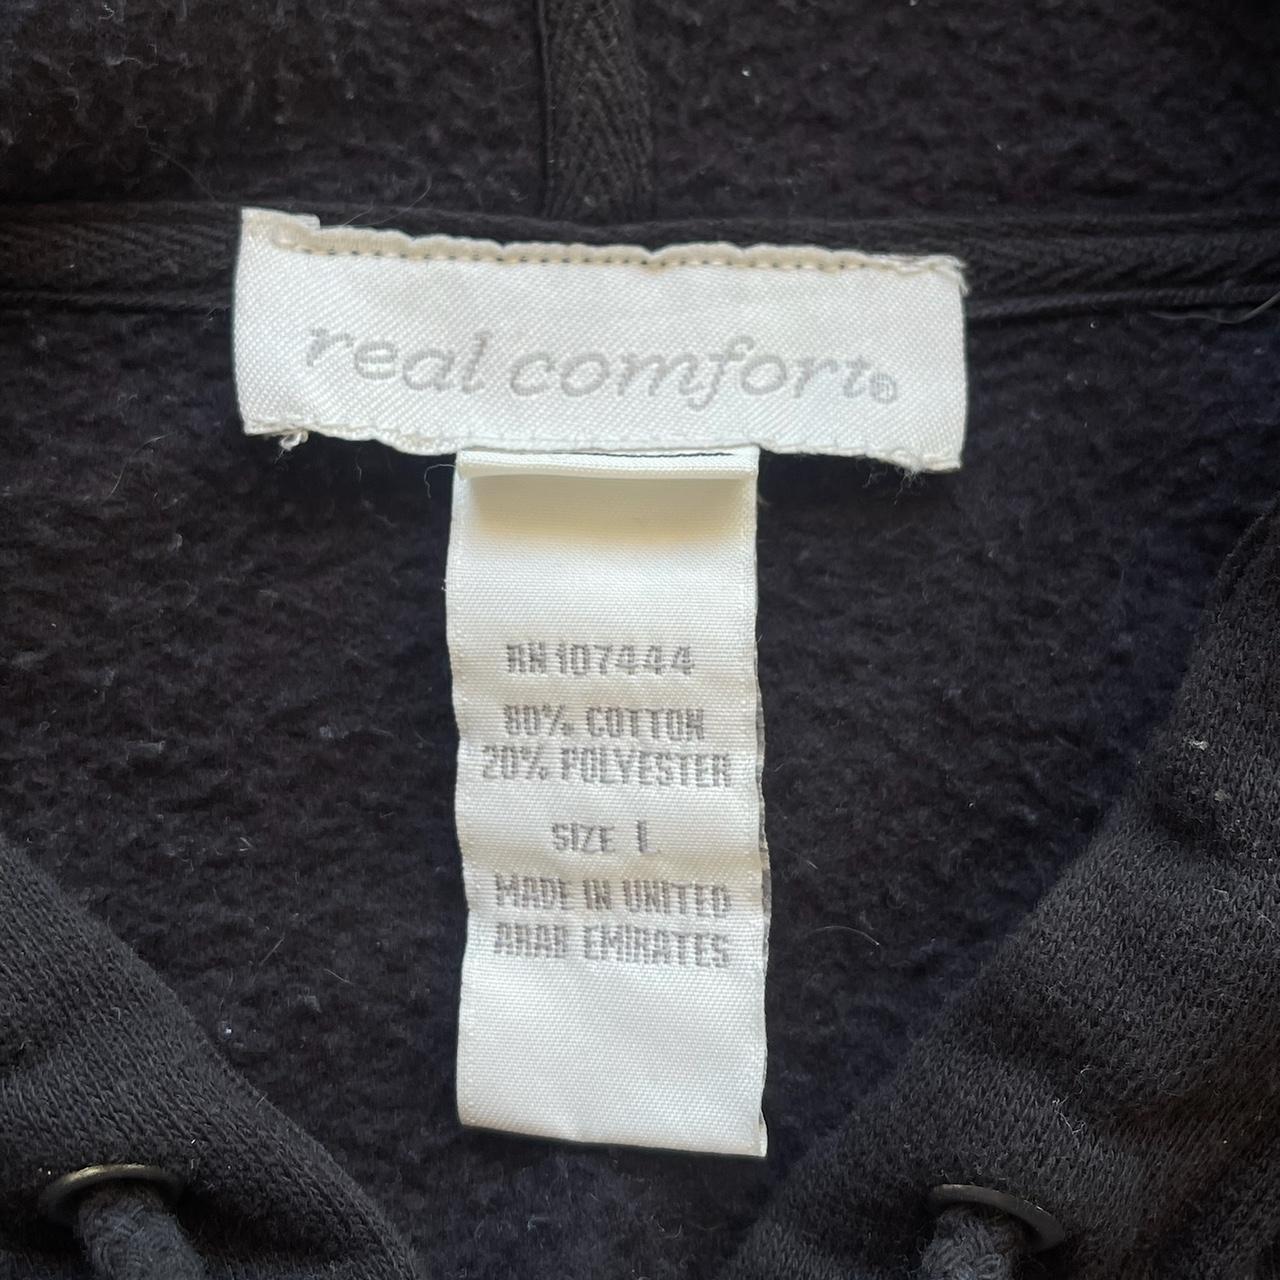 real comfort®
RN 107444
80% COTTON
20% POLYESTER
SIZE L
MADE IN UNITED
ARAB EMIRATES